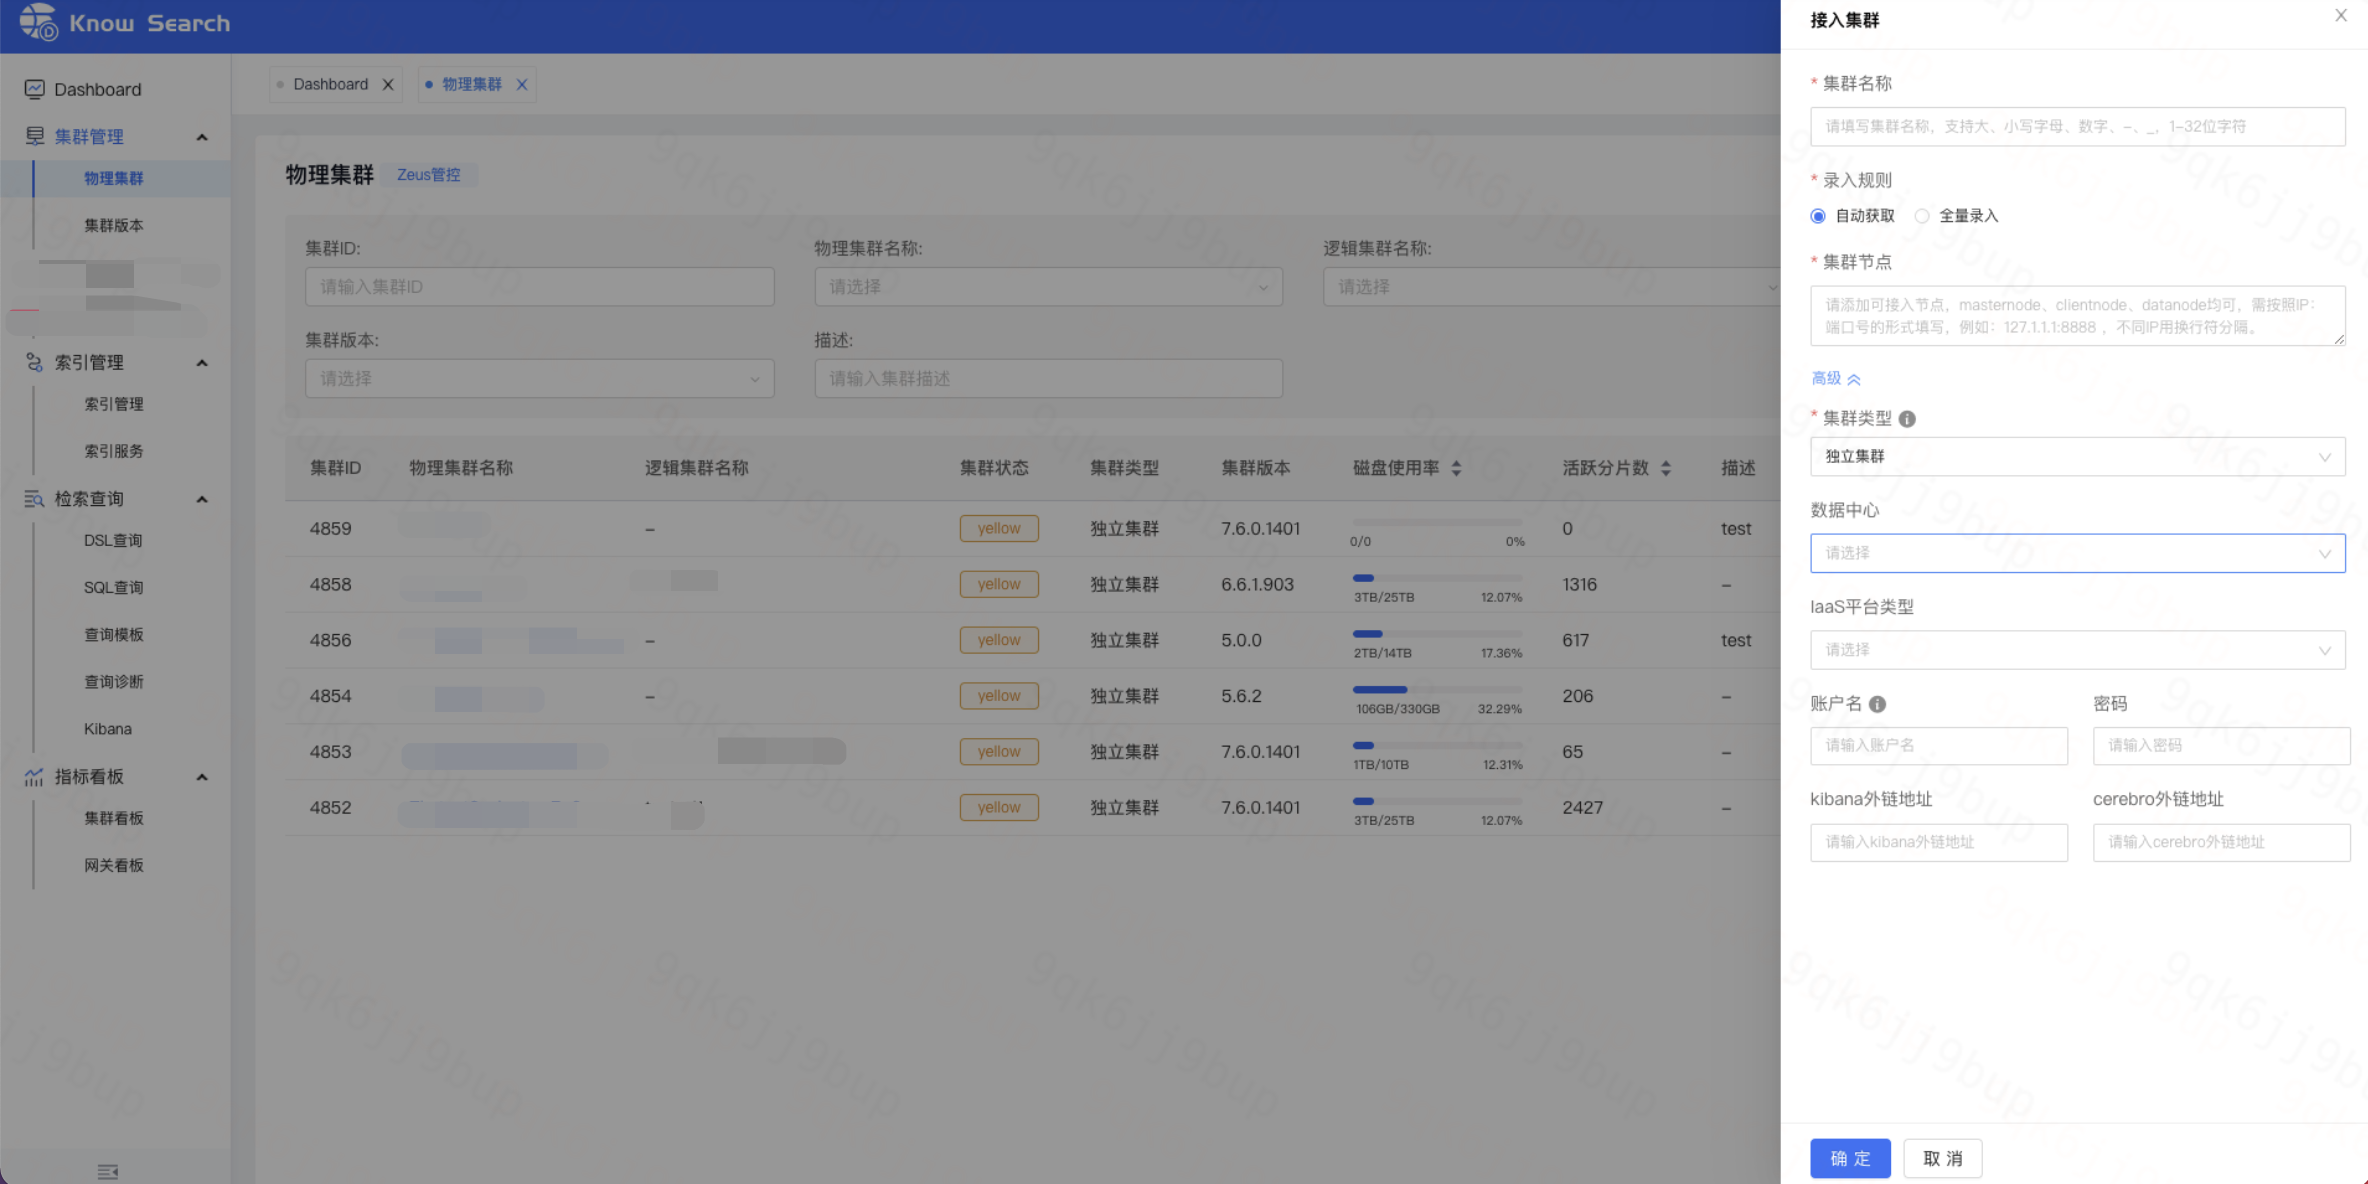 Know Search
Dashboard
集群管理
物理集群
集群版本
索引管理
索引管理
索引服务
检索查询
DSL查询
SQL查询
查询模板
查询诊断
Kibana
指标看板
集群看板
网关看板
Dashboard
物理集群
物理集群 Zeus管控
集群ID: 物理集群名称: 逻辑集群名称:
请输入集群ID 请选择 请选择
集群版本: 描述:
请选择 请输入集群描述
集群ID 物理集群名称 逻辑集群名称 集群状态 集群类型 集群版本 磁盘使用率 活跃分片数 描述
4859 – yellow 独立集群 7.6.0.1401 0/0 0% 0 test
4858 yellow 独立集群 6.6.1.903 3TB/25TB 12.07% 1316 –
4856 – yellow 独立集群 5.0.0 2TB/14TB 17.36% 617 test
4854 – yellow 独立集群 5.6.2 106GB/330GB 32.29% 206 –
4853 yellow 独立集群 7.6.0.1401 1TB/10TB 12.31% 65 –
4852 yellow 独立集群 7.6.0.1401 3TB/25TB 12.07% 2427 –
接入集群
* 集群名称
请填写集群名称，支持大、小写字母、数字、-、_，1-32位字符
* 录入规则
自动获取 全量录入
* 集群节点
请添加可接入节点，masternode、clientnode、datanode均可，需按照IP:
端口号的形式填写，例如：127.1.1.1:8888 ，不同IP用换行符分隔。
高级
* 集群类型
独立集群
数据中心
请选择
IaaS平台类型
请选择
账户名 密码
请输入账户名 请输入密码
kibana外链地址 cerebro外链地址
请输入kibana外链地址 请输入cerebro外链地址
确 定 取 消
9qk6jj9bup